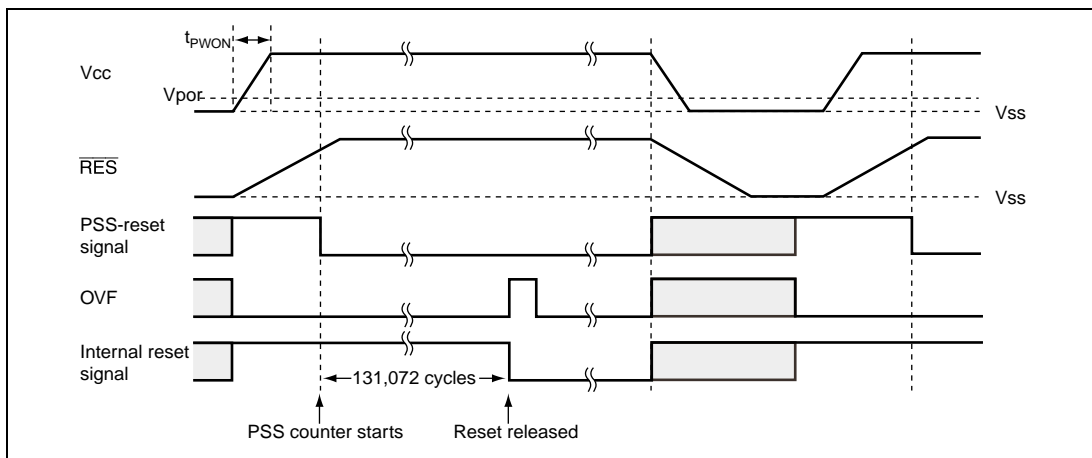 tPWON
Vcc
Vpor
Vss
RES
Vss
PSS-reset
signal
OVF
Internal reset
signal
131,072 cycles
PSS counter starts
Reset released